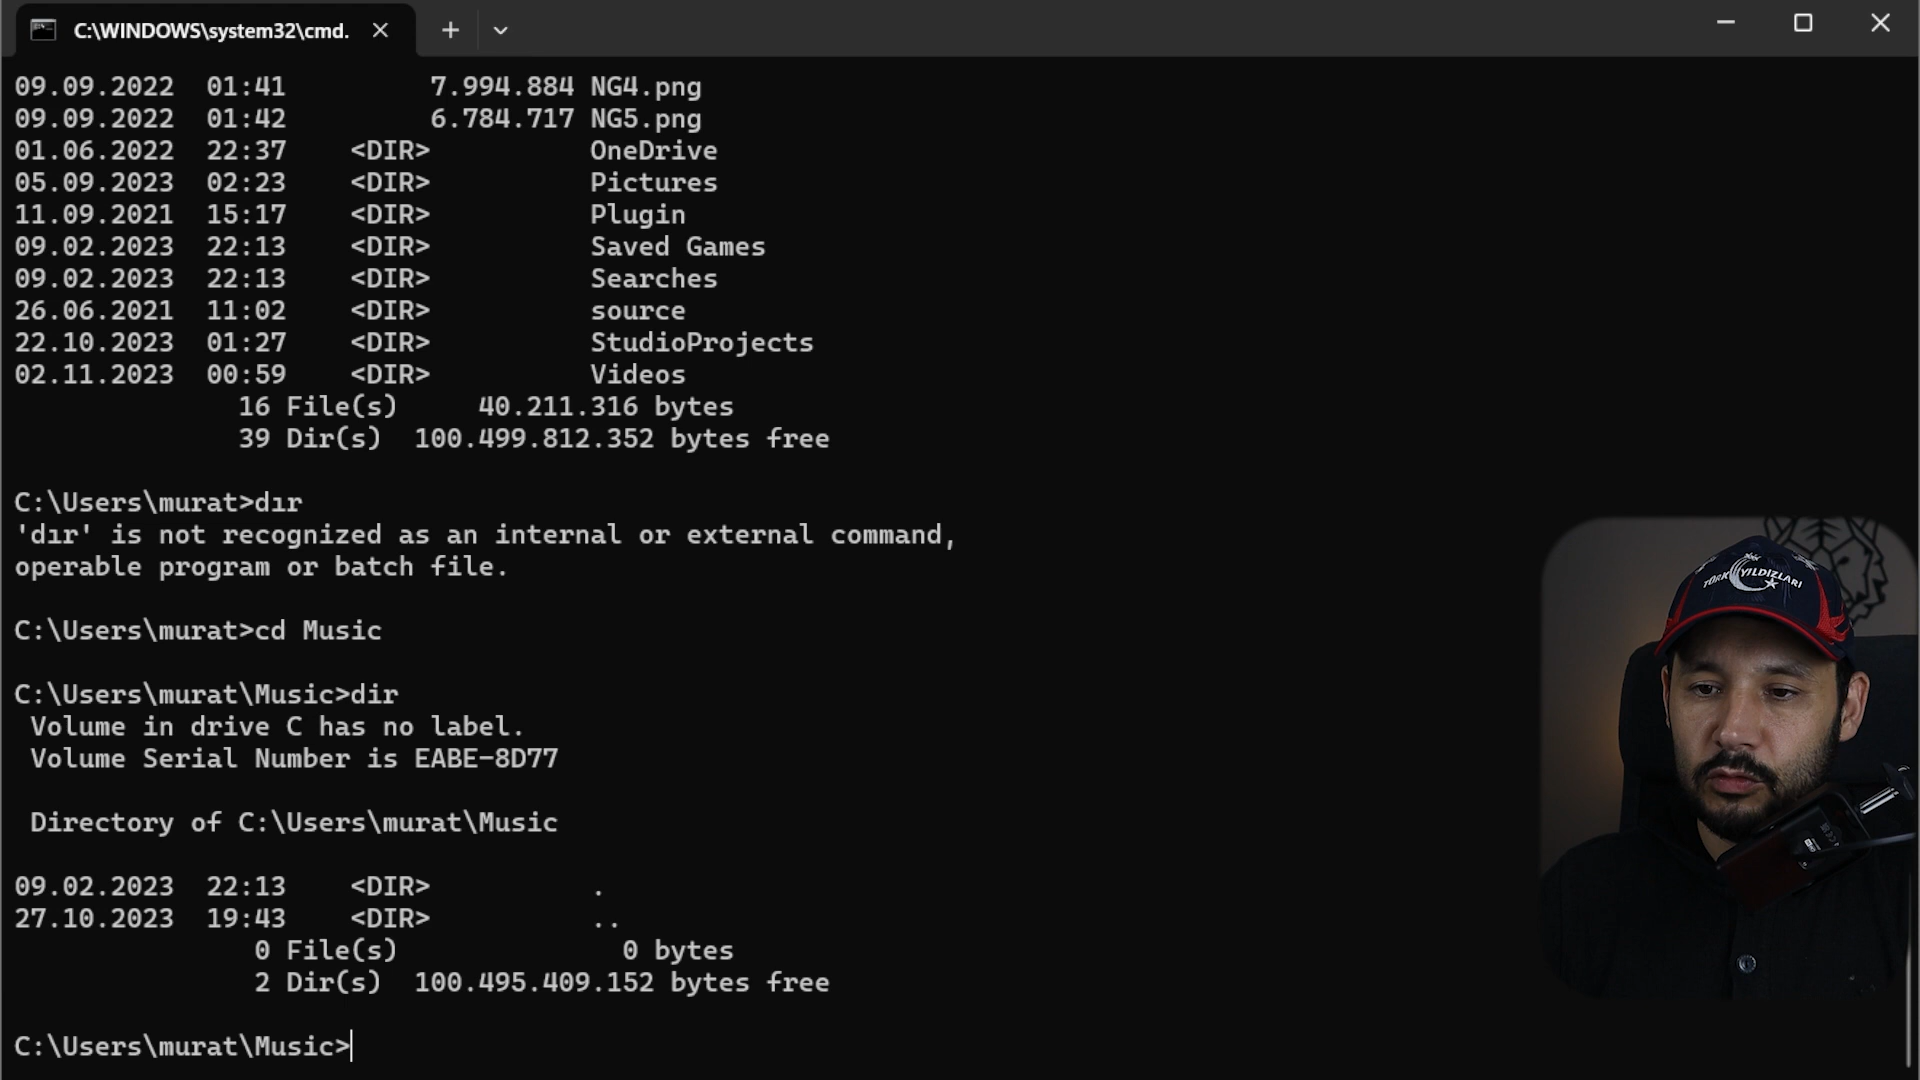 C:\WINDOWS\system32\cmd.
09.09.2022  01:41         7.994.884 NG4.png
09.09.2022  01:42         6.784.717 NG5.png
01.06.2022  22:37    <DIR>          OneDrive
05.09.2023  02:23    <DIR>          Pictures
11.09.2021  15:17    <DIR>          Plugin
09.02.2023  22:13    <DIR>          Saved Games
09.02.2023  22:13    <DIR>          Searches
26.06.2021  11:02    <DIR>          source
22.10.2023  01:27    <DIR>          StudioProjects
02.11.2023  00:59    <DIR>          Videos
              16 File(s)     40.211.316 bytes
              39 Dir(s)  100.499.812.352 bytes free
C:\Users\murat>dır
'dır' is not recognized as an internal or external command,
operable program or batch file.
C:\Users\murat>cd Music
C:\Users\murat\Music>dir
 Volume in drive C has no label.
 Volume Serial Number is EABE-8D77
 Directory of C:\Users\murat\Music
09.02.2023  22:13    <DIR>          .
27.10.2023  19:43    <DIR>          ..
               0 File(s)              0 bytes
               2 Dir(s)  100.495.409.152 bytes free
C:\Users\murat\Music>
TÜRK YILDIZLARI